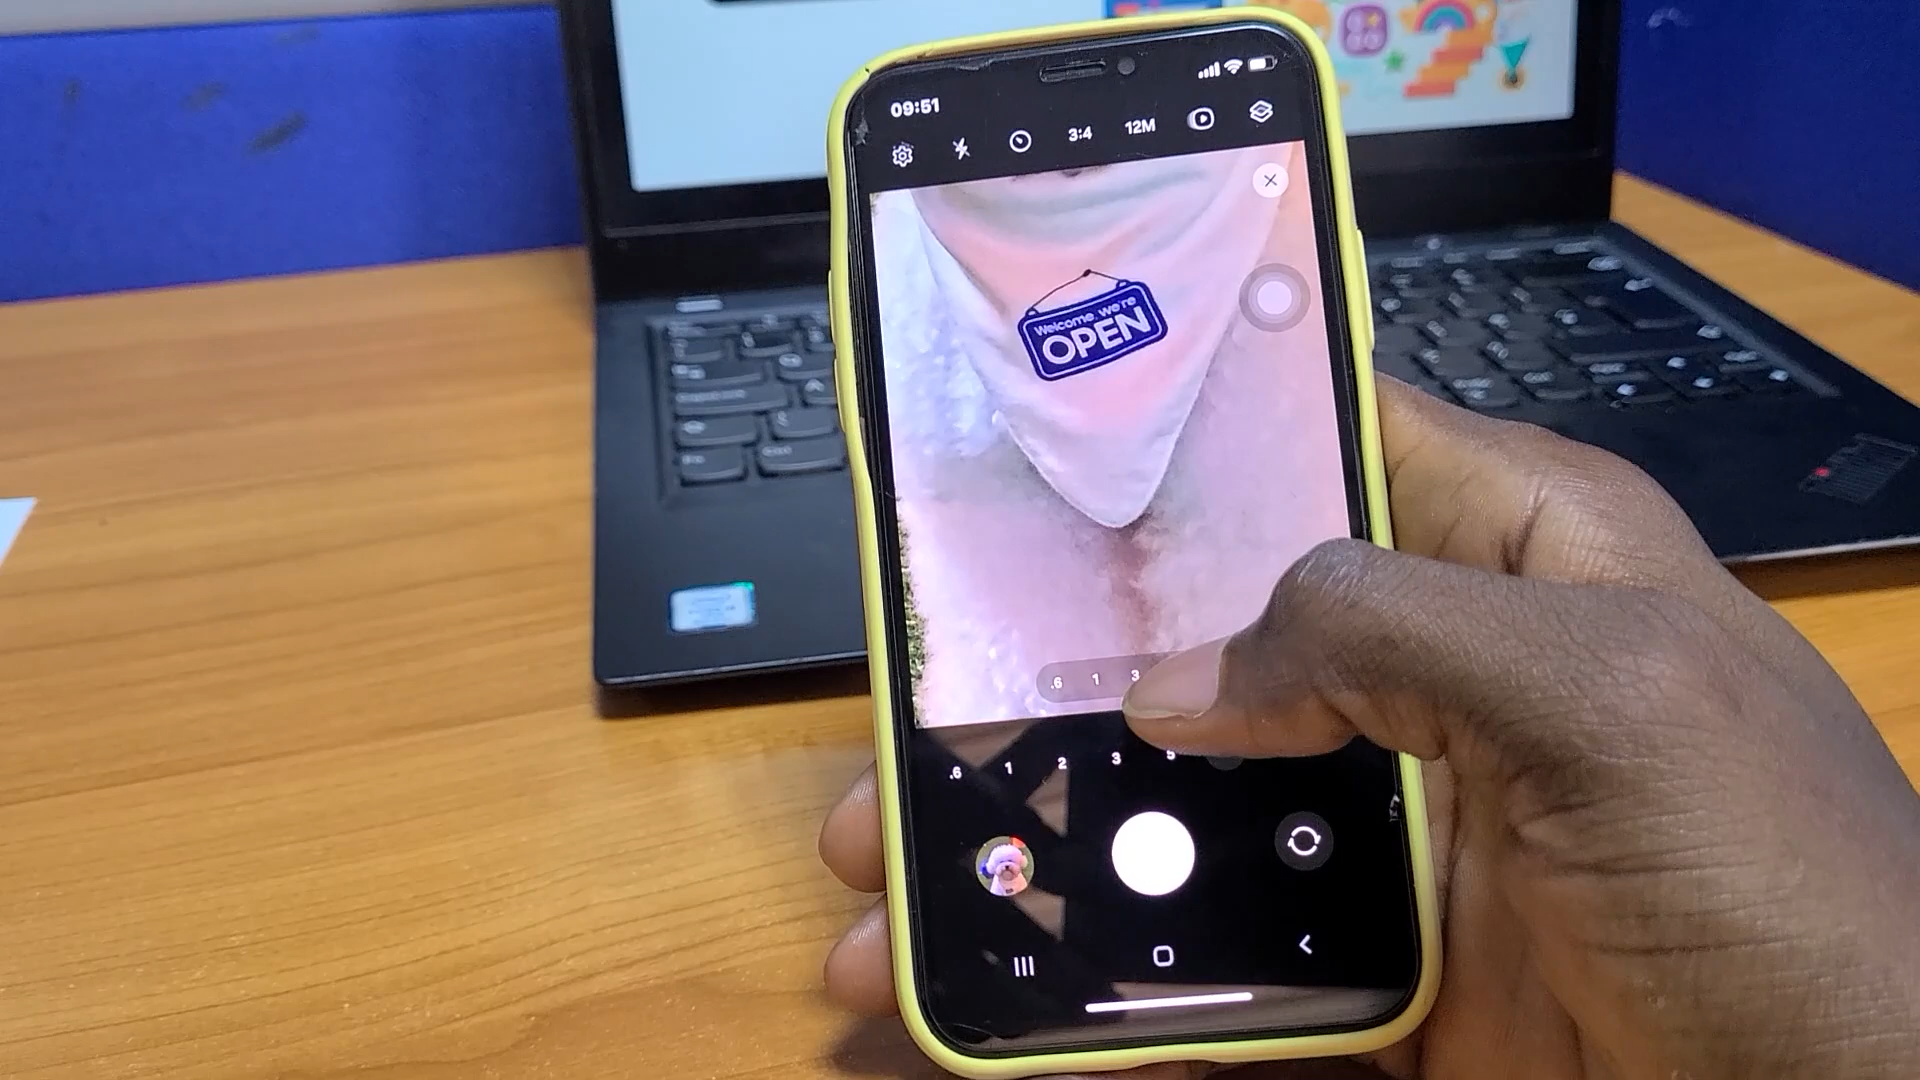 09:51
3:4
12M
Welcome, we're
OPEN
.6 1 3
.6 1 2 3 5